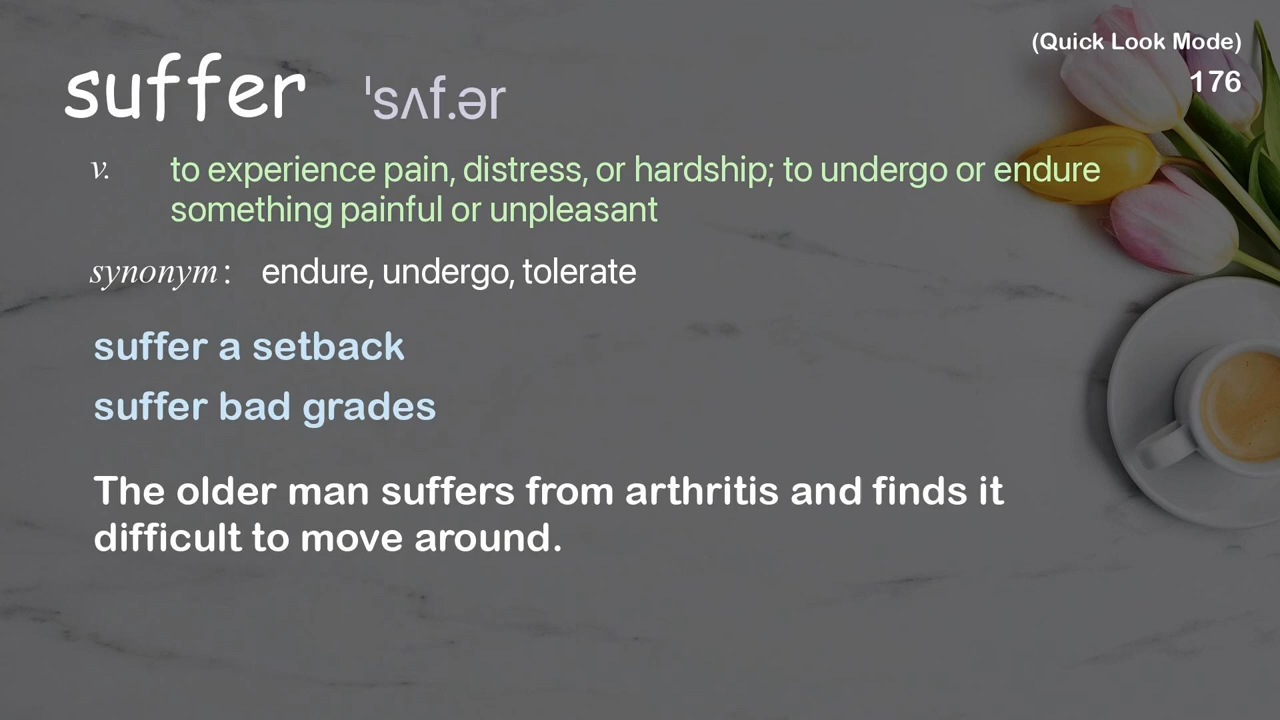 (Quick Look Mode)
suffer ˈsʌf.ər
176
v. to experience pain, distress, or hardship; to undergo or endure
something painful or unpleasant
synonym: endure, undergo, tolerate
suffer a setback
suffer bad grades
The older man suffers from arthritis and finds it
difficult to move around.